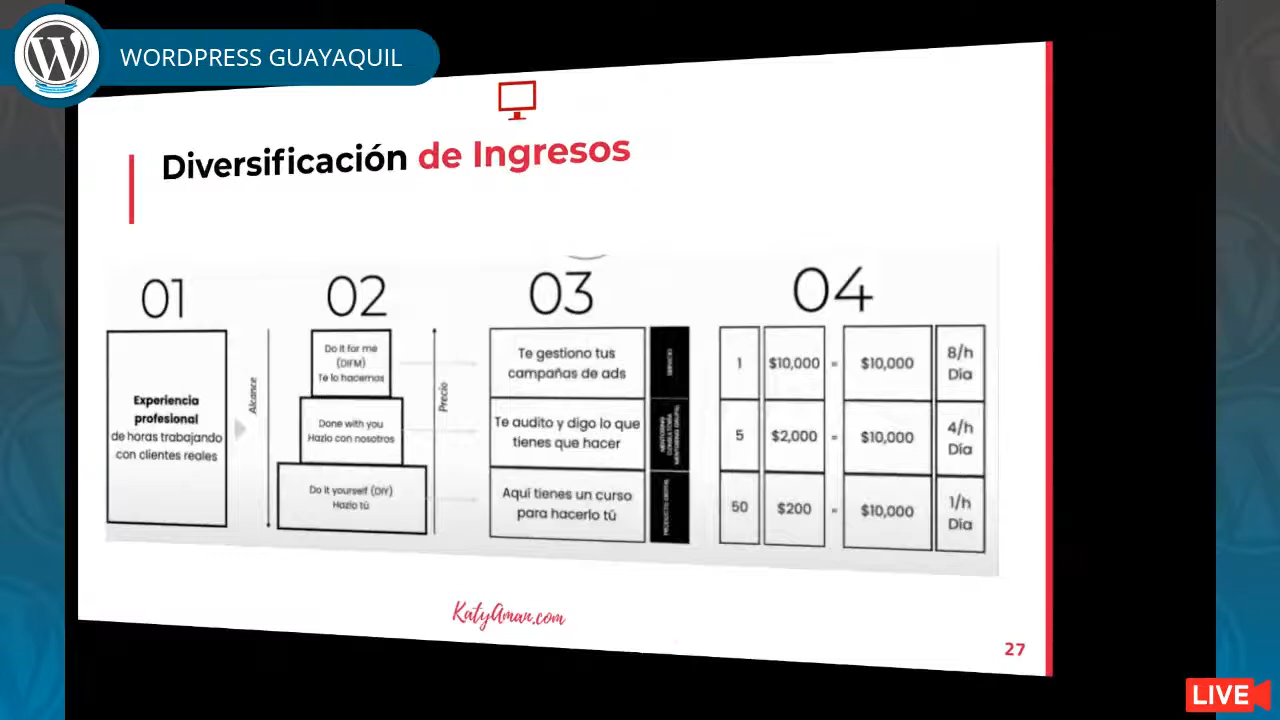 WORDPRESS GUAYAQUIL
Diversificación de Ingresos
01
02
03
04
Experiencia
profesional
de horas trabajando
con clientes reales
Alcance
Do it for me
(DIFM)
Te lo hacemos
Done with you
Hazlo con nosotros
Do it yourself (DIY)
Hazlo tú
Precio
Te gestiono tus
campañas de ads
Te audito y digo lo que
tienes que hacer
Aquí tienes un curso
para hacerlo tú
1 $10,000 = $10,000 8/h
Día
5 $2,000 = $10,000 4/h
Día
50 $200 = $10,000 1/h
Día
KatyAman.com
27
LIVE